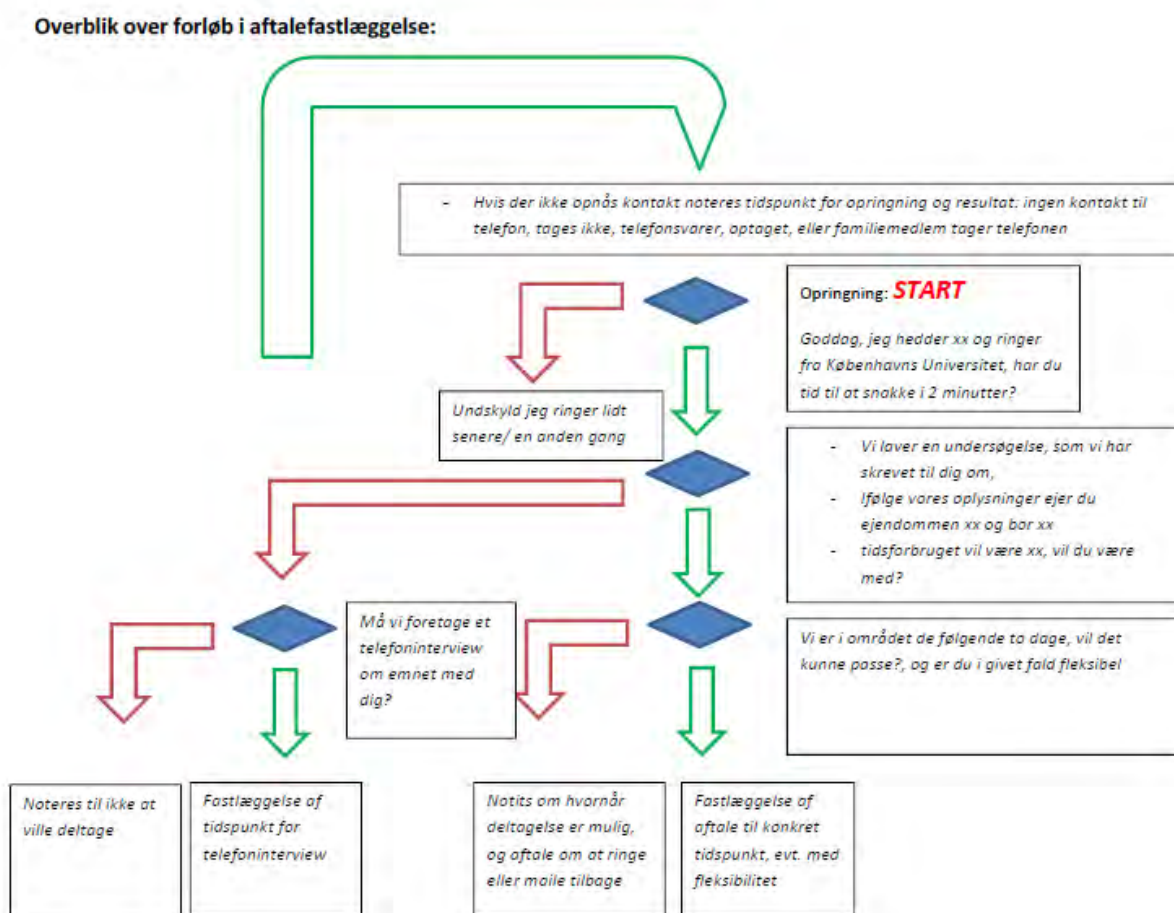 Overblik over forløb i aftalefastlæggelse:
- Hvis der ikke opnås kontakt noteres tidspunkt for opringning og resultat: ingen kontakt til
telefon, tages ikke, telefonsvarer, optaget, eller familiemedlem tager telefonen
Opringning: START
Goddag, jeg hedder xx og ringer
fra Københavns Universitet, har du
tid til at snakke i 2 minutter?
Undskyld jeg ringer lidt
senere/ en anden gang
- Vi laver en undersøgelse, som vi har
skrevet til dig om,
- Ifølge vores oplysninger ejer du
ejendommen xx og bor xx
- tidsforbruget vil være xx, vil du være
med?
Må vi foretage et
telefoninterview
om emnet med
dig?
Vi er i området de følgende to dage, vil det
kunne passe?, og er du i givet fald fleksibel
Noteres til ikke at
ville deltage
Fastlæggelse af
tidspunkt for
telefoninterview
Notits om hvornår
deltagelse er mulig,
og aftale om at ringe
eller maile tilbage
Fastlæggelse af
aftale til konkret
tidspunkt, evt. med
fleksibilitet